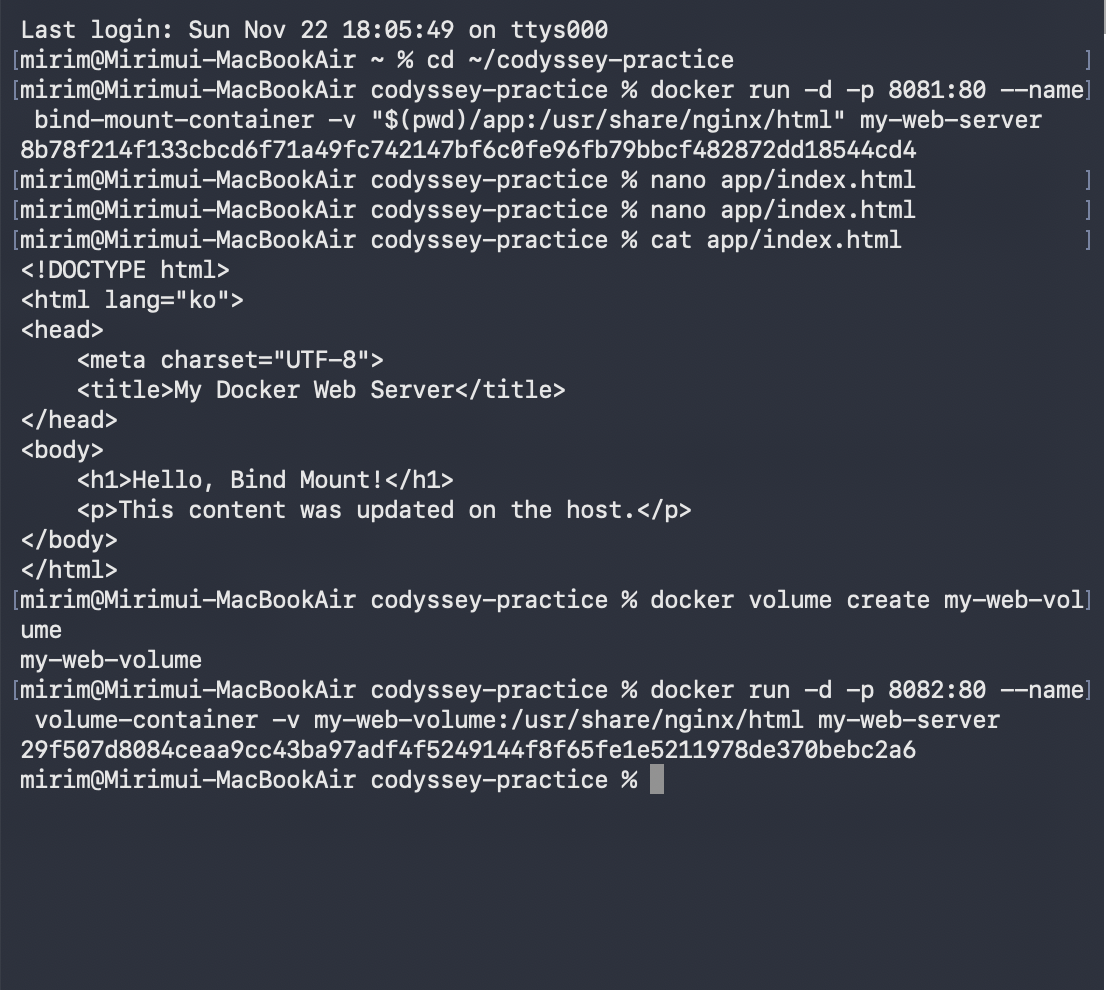 Last login: Sun Nov 22 18:05:49 on ttys000
[mirim@Mirimui-MacBookAir ~ % cd ~/codyssey-practice ]
[mirim@Mirimui-MacBookAir codyssey-practice % docker run -d -p 8081:80 --name]
 bind-mount-container -v "$(pwd)/app:/usr/share/nginx/html" my-web-server
8b78f214f133cbcd6f71a49fc742147bf6c0fe96fb79bbcf482872dd18544cd4
[mirim@Mirimui-MacBookAir codyssey-practice % nano app/index.html ]
[mirim@Mirimui-MacBookAir codyssey-practice % nano app/index.html ]
[mirim@Mirimui-MacBookAir codyssey-practice % cat app/index.html ]
<!DOCTYPE html>
<html lang="ko">
<head>
    <meta charset="UTF-8">
    <title>My Docker Web Server</title>
</head>
<body>
    <h1>Hello, Bind Mount!</h1>
    <p>This content was updated on the host.</p>
</body>
</html>
[mirim@Mirimui-MacBookAir codyssey-practice % docker volume create my-web-vol]
ume
my-web-volume
[mirim@Mirimui-MacBookAir codyssey-practice % docker run -d -p 8082:80 --name]
 volume-container -v my-web-volume:/usr/share/nginx/html my-web-server
29f507d8084ceaa9cc43ba97adf4f5249144f8f65fe1e5211978de370bebc2a6
mirim@Mirimui-MacBookAir codyssey-practice %